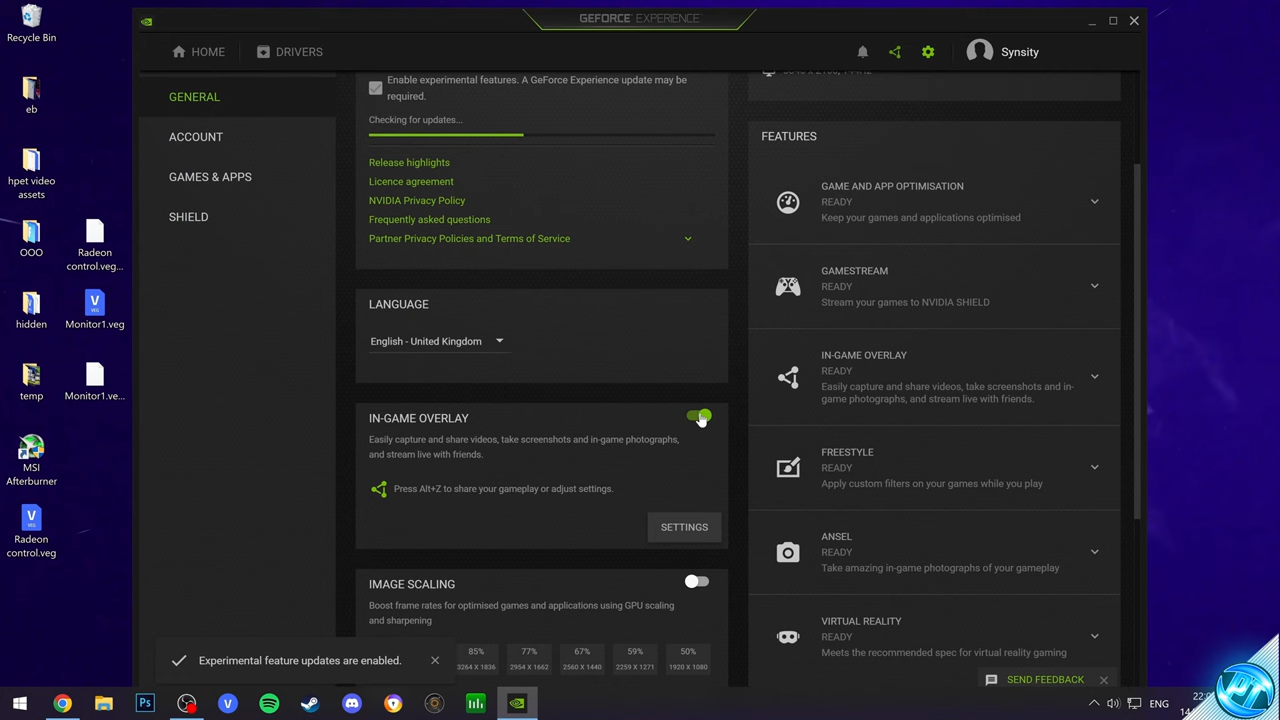 Recycle Bin
eb
hpet video
assets
OOO
Radeon
control.veg...
hidden
Monitor1.veg
temp
Monitor1.ve...
MSI
Afterburner
Radeon
control.veg
GEFORCE EXPERIENCE
HOME
DRIVERS
Synsity
GENERAL
ACCOUNT
GAMES & APPS
SHIELD
Enable experimental features. A GeForce Experience update may be
required.
Checking for updates...
Release highlights
Licence agreement
NVIDIA Privacy Policy
Frequently asked questions
Partner Privacy Policies and Terms of Service
LANGUAGE
English - United Kingdom
IN-GAME OVERLAY
Easily capture and share videos, take screenshots and in-game photographs,
and stream live with friends.
Press Alt+Z to share your gameplay or adjust settings.
SETTINGS
IMAGE SCALING
Boost frame rates for optimised games and applications using GPU scaling
and sharpening
85% 77% 67% 59% 50%
3264 X 1836 2954 X 1662 2560 X 1440 2259 X 1271 1920 X 1080
Experimental feature updates are enabled.
FEATURES
GAME AND APP OPTIMISATION
READY
Keep your games and applications optimised
GAMESTREAM
READY
Stream your games to NVIDIA SHIELD
IN-GAME OVERLAY
READY
Easily capture and share videos, take screenshots and in-
game photographs, and stream live with friends.
FREESTYLE
READY
Apply custom filters on your games while you play
ANSEL
READY
Take amazing in-game photographs of your gameplay
VIRTUAL REALITY
READY
Meets the recommended spec for virtual reality gaming
SEND FEEDBACK
Ps
V
ENG
PT